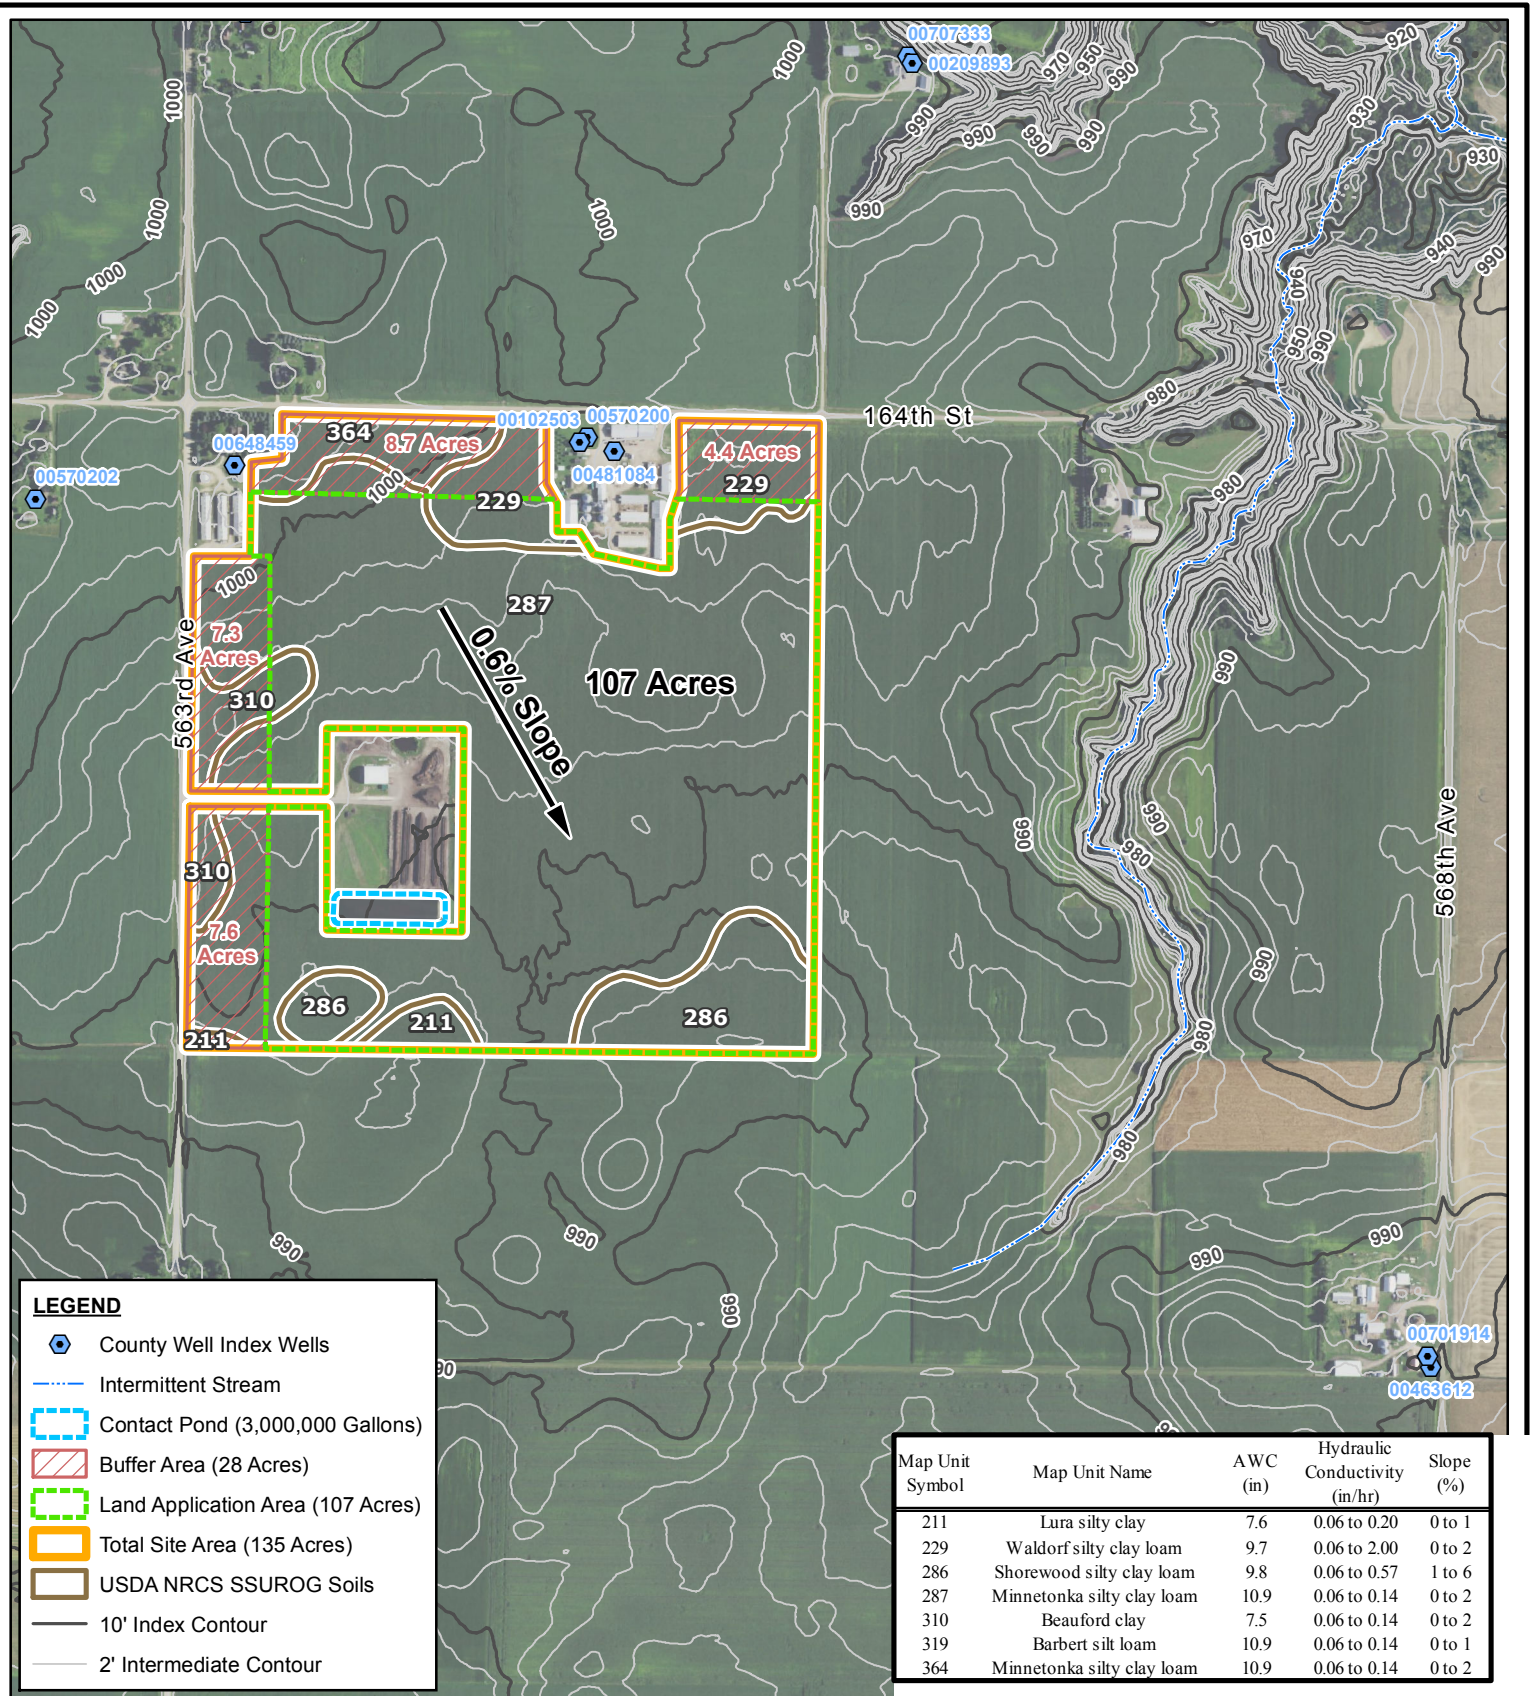 00707333
00209893
920
970
950
990
1000
1000
990
990
990
990
930
930
1000
1000
990
970
940
990
1000
940
1000
950
990
980
164th St
00102503
00570200
364
8.7 Acres
4.4 Acres
00648459
00481084
00570202
1000
229
229
980
1000
287
7.3
Acres
0.6% Slope
107 Acres
990
310
563rd Ave
990
990
980
568th Ave
310
7.6
Acres
990
286
211
286
211
980
980
990
990
990
990
990
90
00701914
00463612
LEGEND
County Well Index Wells
Intermittent Stream
Contact Pond (3,000,000 Gallons)
Buffer Area (28 Acres)
Land Application Area (107 Acres)
Total Site Area (135 Acres)
USDA NRCS SSUROG Soils
10' Index Contour
2' Intermediate Contour
Map Unit Symbol Map Unit Name AWC (in) Hydraulic Conductivity (in/hr) Slope (%)
211 Lura silty clay 7.6 0.06 to 0.20 0 to 1
229 Waldorf silty clay loam 9.7 0.06 to 2.00 0 to 2
286 Shorewood silty clay loam 9.8 0.06 to 0.57 1 to 6
287 Minnetonka silty clay loam 10.9 0.06 to 0.14 0 to 2
310 Beauford clay 7.5 0.06 to 0.14 0 to 2
319 Barbert silt loam 10.9 0.06 to 0.14 0 to 1
364 Minnetonka silty clay loam 10.9 0.06 to 0.14 0 to 2